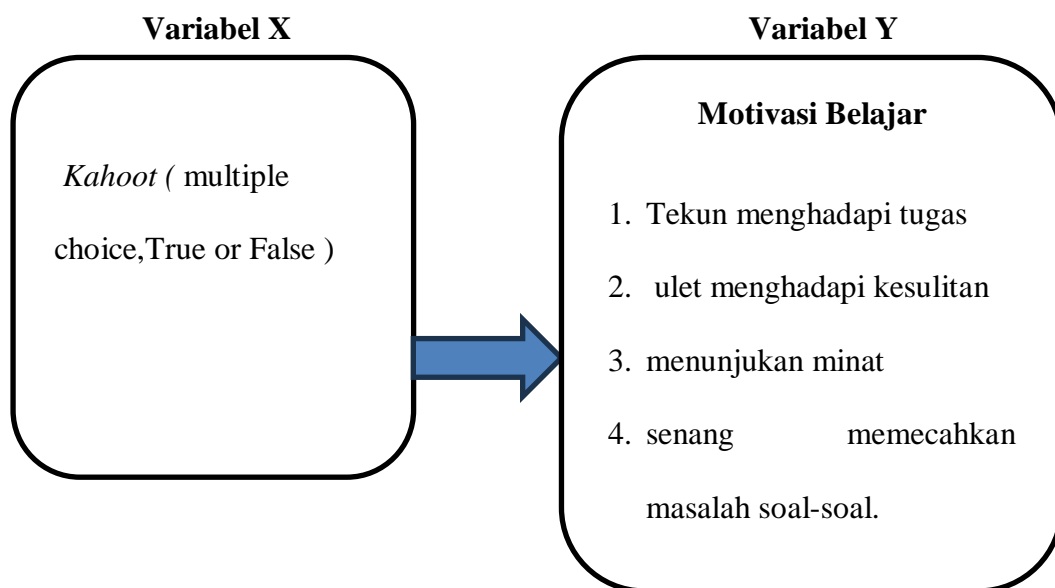 Variabel X
Kahoot ( multiple
choice,True or False )
Variabel Y
Motivasi Belajar
1. Tekun menghadapi tugas
2. ulet menghadapi kesulitan
3. menunjukan minat
4. senang memecahkan
masalah soal-soal.